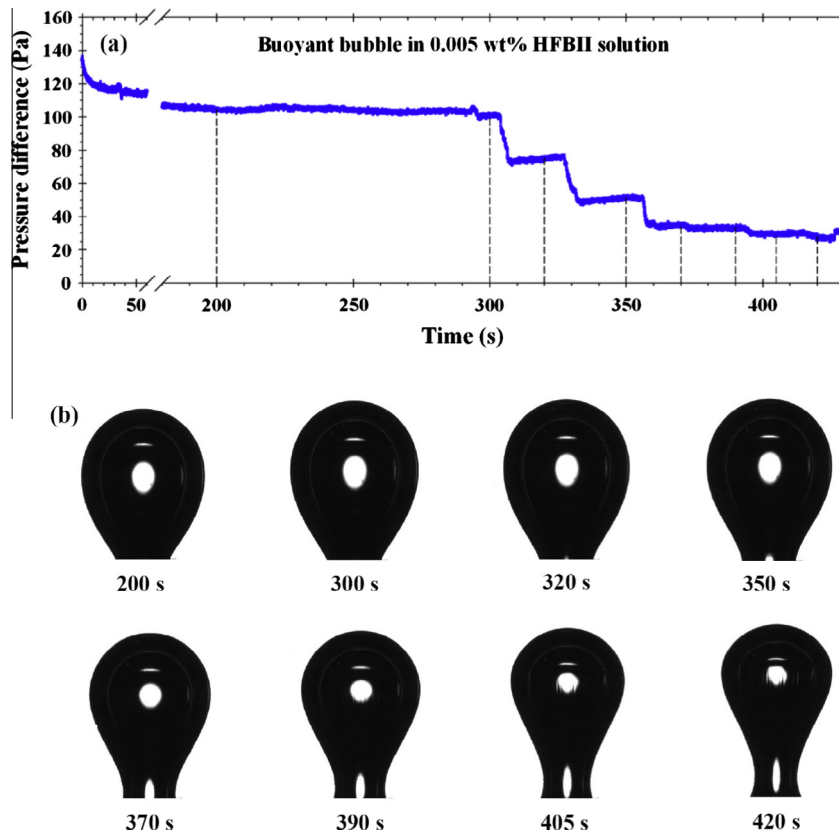 (a)
Buoyant bubble in 0.005 wt% HFBII solution
Pressure difference (Pa)
160
140
120
100
80
60
40
20
0
0 50 200 250 300 350 400
Time (s)
(b)
200 s 300 s 320 s 350 s
370 s 390 s 405 s 420 s